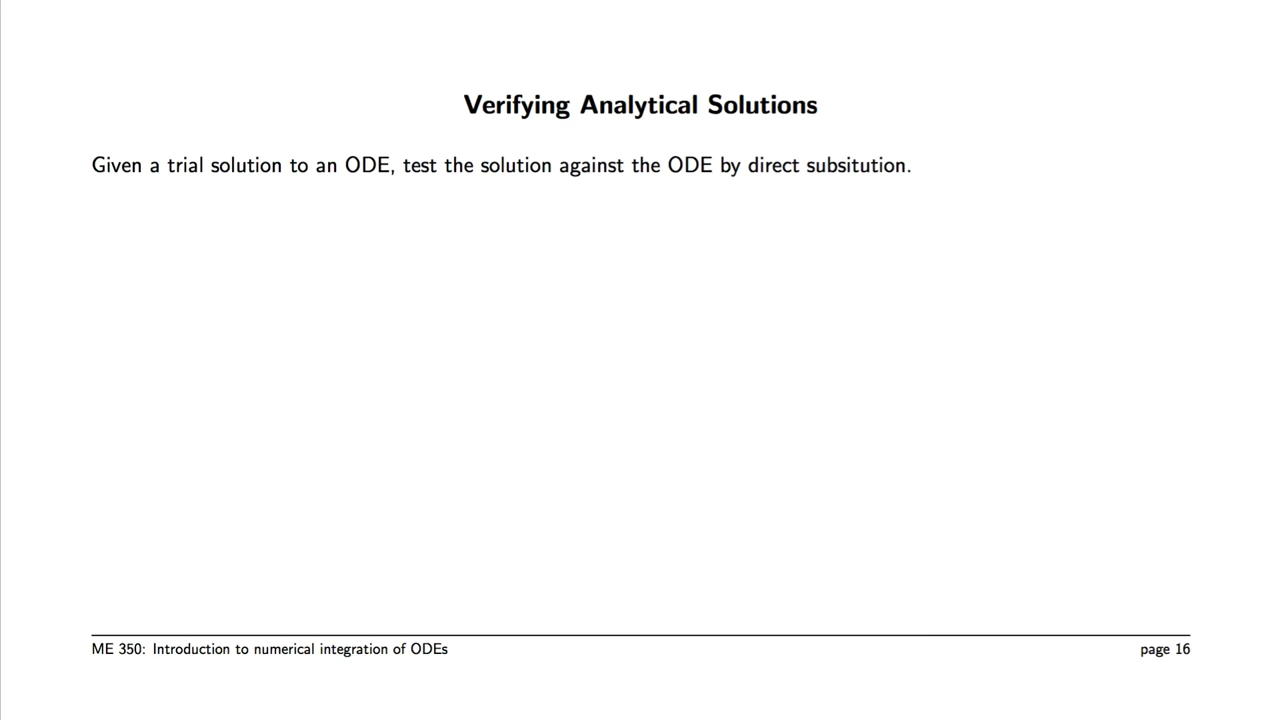 Verifying Analytical Solutions
Given a trial solution to an ODE, test the solution against the ODE by direct subsitution.
ME 350: Introduction to numerical integration of ODEs
page 16